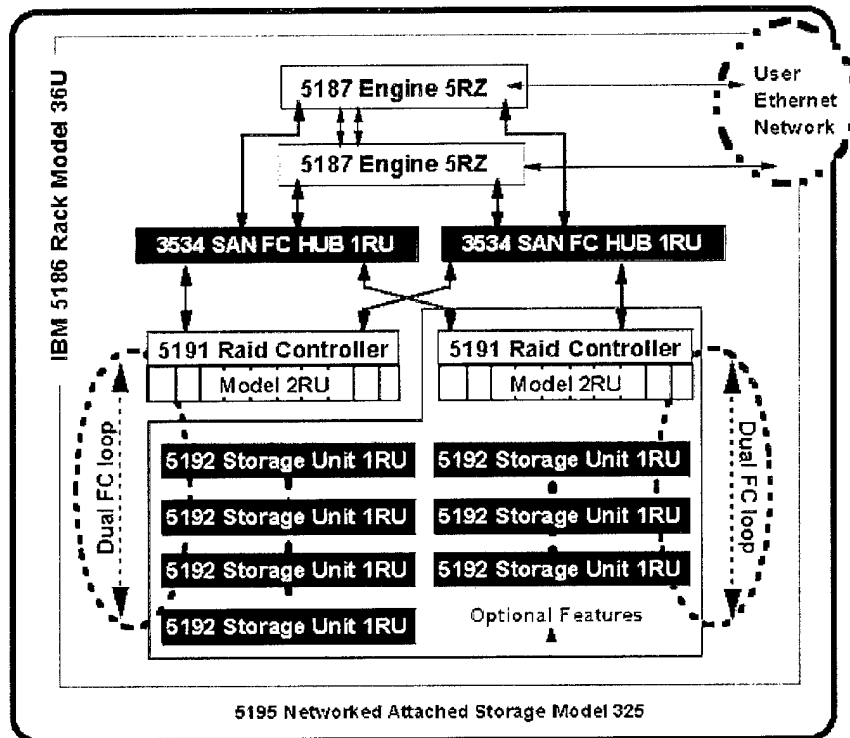 IBM 5186 Rack Model 36U
User
Ethernet
Network
5187 Engine 5RZ
5187 Engine 5RZ
3534 SAN FC HUB 1RU
3534 SAN FC HUB 1RU
5191 Raid Controller
Model 2RU
5191 Raid Controller
Model 2RU
Dual FC loop
Dual FC loop
5192 Storage Unit 1RU
5192 Storage Unit 1RU
5192 Storage Unit 1RU
5192 Storage Unit 1RU
5192 Storage Unit 1RU
5192 Storage Unit 1RU
5192 Storage Unit 1RU
Optional Features
5195 Networked Attached Storage Model 325